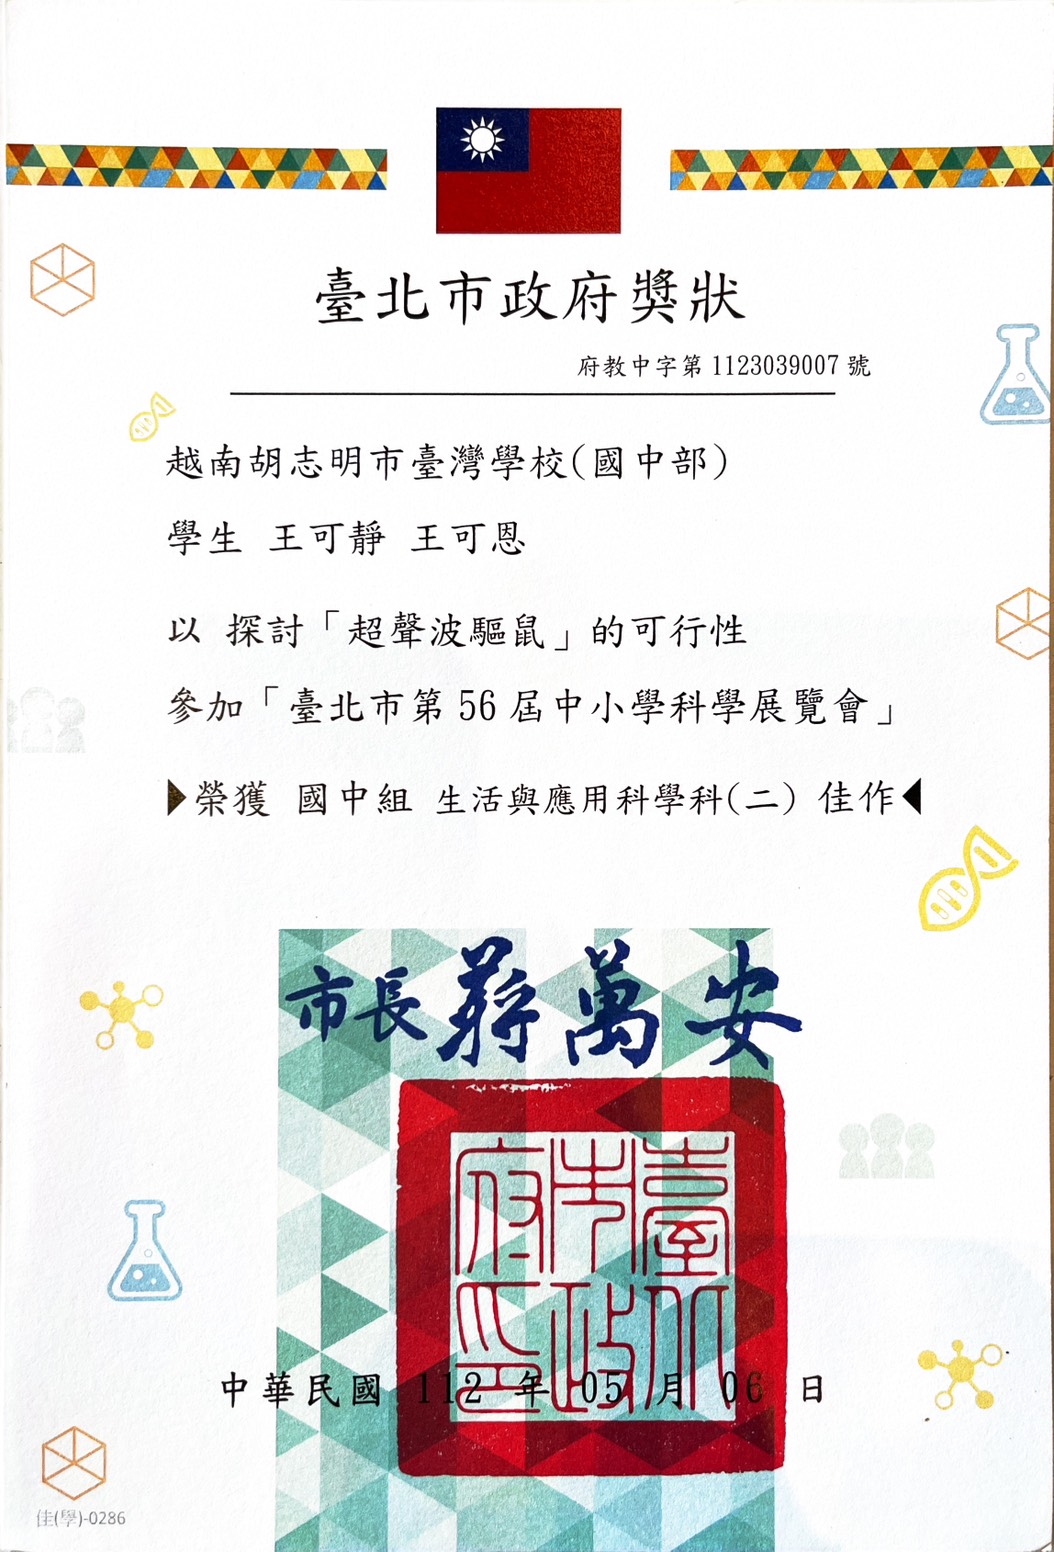 臺北市政府獎狀
府教中字第 1123039007 號
越南胡志明市臺灣學校(國中部)
學生 王可靜 王可恩
以 探討「超聲波驅鼠」的可行性
參加「臺北市第 56 屆中小學科學展覽會」
榮獲 國中組 生活與應用科學科(二) 佳作
市長 蔣萬安
臺北市政府印
中華民國 112 年 05 月 06 日
佳(學)-0286